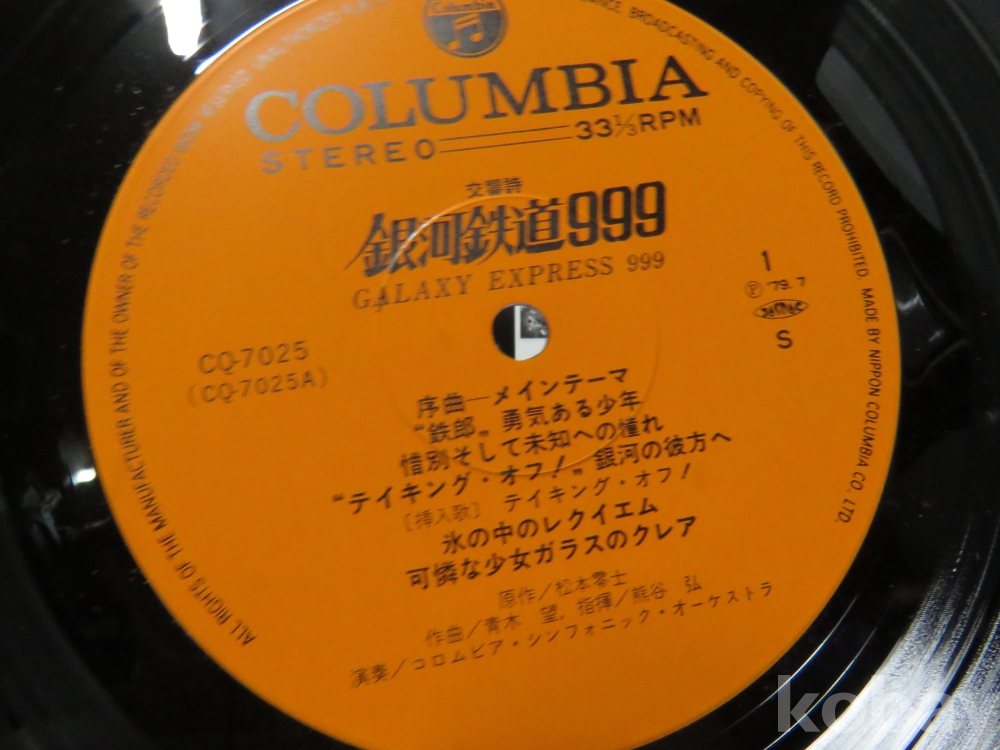 Columbia
COLUMBIA
STEREO 33⅓RPM
交響詩
銀河鉄道999
GALAXY EXPRESS 999
1
Ⓟ '79.7
S
CQ-7025
(CQ-7025A)
序曲―メインテーマ
“鉄郎„ 勇気ある少年
惜別そして未知への憧れ
“テイキング・オフ!„ 銀河の彼方へ
〔挿入歌〕 テイキング・オフ!
氷の中のレクイエム
可憐な少女ガラスのクレア
原作/松本零士
作曲/青木 望, 指揮/熊谷 弘
演奏/コロムビア・シンフォニック・オーケストラ
ALL RIGHTS OF THE MANUFACTURER AND OF THE OWNER OF THE RECORDED WORK BROADCASTING AND COPYING OF THIS RECORD PROHIBITED. MADE BY NIPPON COLUMBIA CO. LTD.